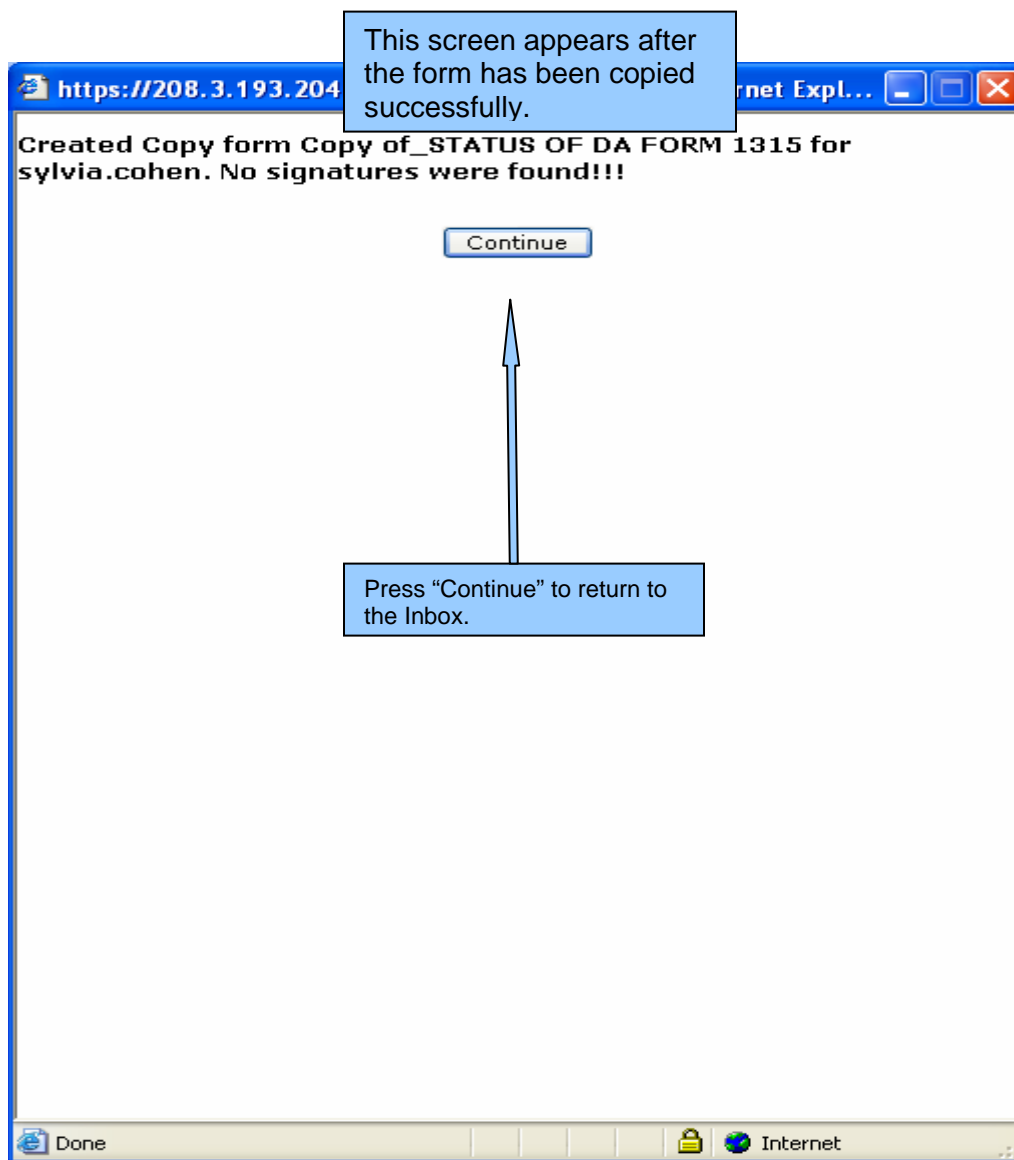 This screen appears after
the form has been copied
successfully.
https://208.3.193.204 rnet Expl...
Created Copy form Copy of_STATUS OF DA FORM 1315 for
sylvia.cohen. No signatures were found!!!
Continue
Press “Continue” to return to
the Inbox.
Done Internet